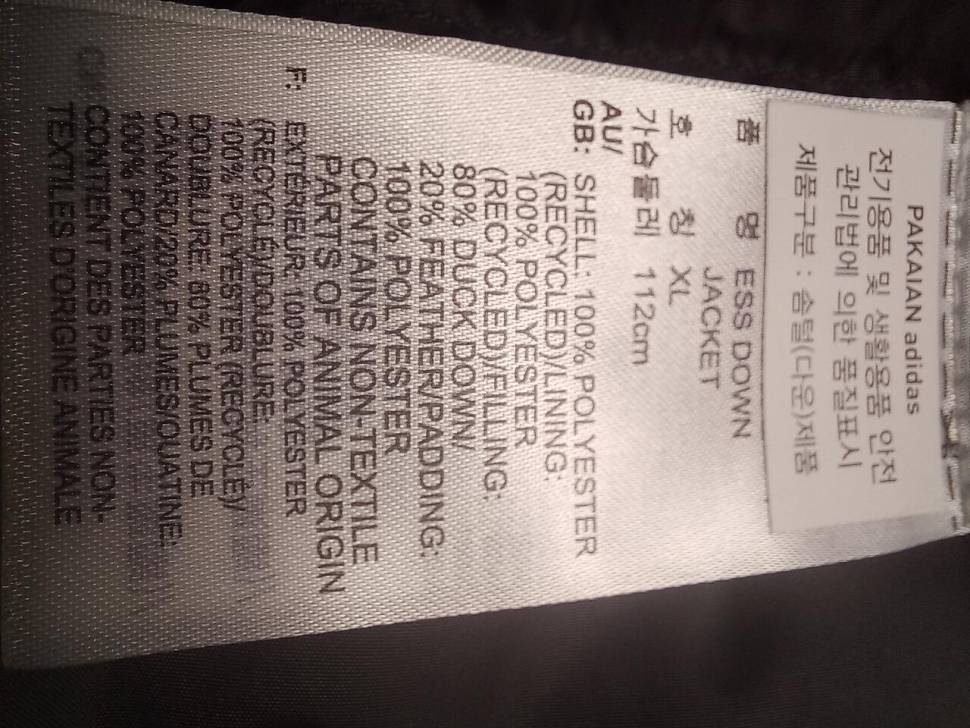 PAKAIAN adidas
전기용품 및 생활용품 안전
관리법에 의한 품질표시
제품구분 : 솜털(다운)제품
품 명 ESS DOWN
JACKET
호 칭 XL
가슴둘레 112cm
AU/
GB: SHELL: 100% POLYESTER
(RECYCLED)/LINING:
100% POLYESTER
(RECYCLED)/FILLING:
80% DUCK DOWN/
20% FEATHER/PADDING:
100% POLYESTER
CONTAINS NON-TEXTILE
PARTS OF ANIMAL ORIGIN
F: EXTÉRIEUR: 100% POLYESTER
(RECYCLÉ)/DOUBLURE:
100% POLYESTER (RECYCLÉ)/
DOUBLURE: 80% PLUMES DE
CANARD/20% PLUMES/OUATINE:
100% POLYESTER
CONTIENT DES PARTIES NON-
TEXTILES D'ORIGINE ANIMALE